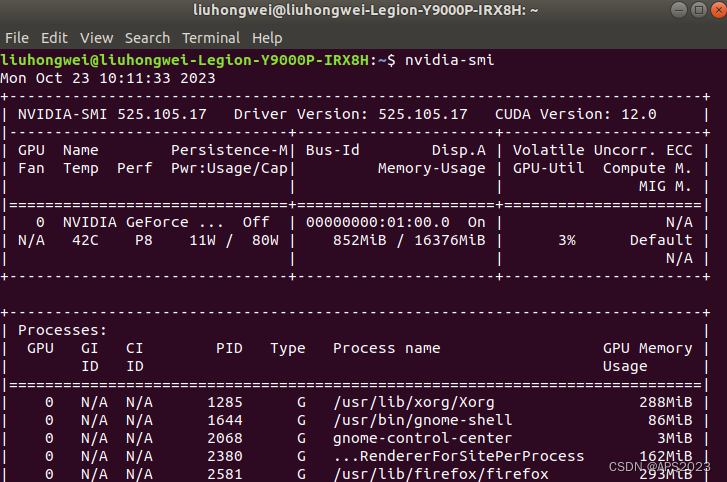 liuhongwei@liuhongwei-Legion-Y9000P-IRX8H: ~
File Edit View Search Terminal Help
liuhongwei@liuhongwei-Legion-Y9000P-IRX8H:~$ nvidia-smi
Mon Oct 23 10:11:33 2023
+-----------------------------------------------------------------------------+
| NVIDIA-SMI 525.105.17   Driver Version: 525.105.17   CUDA Version: 12.0     |
|-------------------------------+----------------------+----------------------+
| GPU  Name        Persistence-M| Bus-Id        Disp.A | Volatile Uncorr. ECC |
| Fan  Temp  Perf  Pwr:Usage/Cap|         Memory-Usage | GPU-Util  Compute M. |
|                               |                      |               MIG M. |
|===============================+======================+======================|
|   0  NVIDIA GeForce ...  Off  | 00000000:01:00.0  On |                  N/A |
| N/A   42C    P8    11W /  80W |    852MiB / 16376MiB |      3%      Default |
|                               |                      |                  N/A |
+-------------------------------+----------------------+----------------------+
+-----------------------------------------------------------------------------+
| Processes:                                                                  |
|  GPU   GI   CI        PID   Type   Process name                  GPU Memory |
|        ID   ID                                                   Usage      |
|=============================================================================|
|    0   N/A  N/A      1285      G   /usr/lib/xorg/Xorg                288MiB |
|    0   N/A  N/A      1644      G   /usr/bin/gnome-shell               86MiB |
|    0   N/A  N/A      2068      G   gnome-control-center                3MiB |
|    0   N/A  N/A      2380      G   ...RendererForSitePerProcess      162MiB |
|    0   N/A  N/A      2581      G   /usr/lib/firefox/firefox          293MiB |
CSDN @APS2023